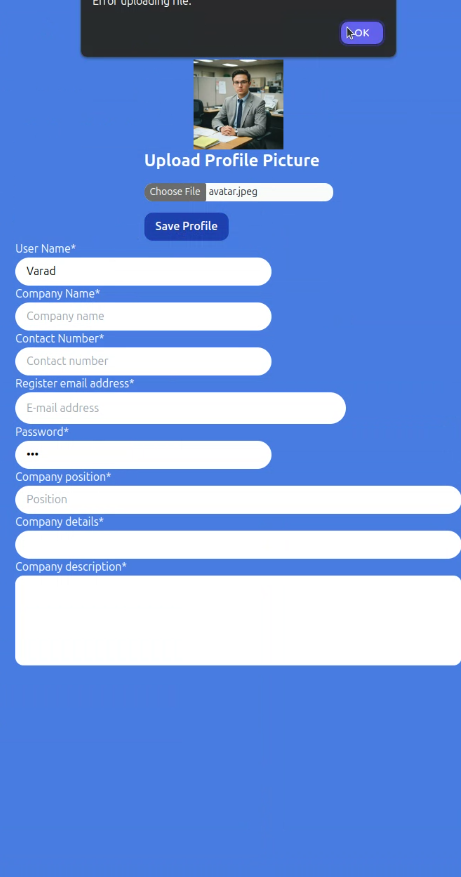 Error uploading file.
OK
Upload Profile Picture
Choose File avatar.jpeg
Save Profile
User Name*
Varad
Company Name*
Company name
Contact Number*
Contact number
Register email address*
E-mail address
Password*
•••
Company position*
Position
Company details*
Company description*